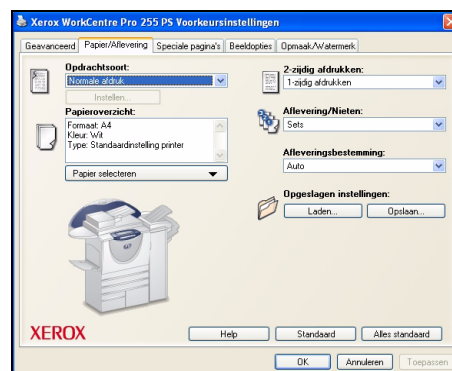 Xerox WorkCentre Pro 255 PS Voorkeursinstellingen
Geavanceerd Papier/Aflevering Speciale pagina's Beeldopties Opmaak/Watermerk
Opdrachtsoort:
Normale afdruk
Instellen...
Papieroverzicht:
Formaat: A4
Kleur: Wit
Type: Standaardinstelling printer
Papier selecteren
2-zijdig afdrukken:
1-zijdig afdrukken
Aflevering/Nieten:
Sets
Afleveringsbestemming:
Auto
Opgeslagen instellingen:
Laden... Opslaan...
XEROX
Help Standaard Alles standaard
OK Annuleren Toepassen